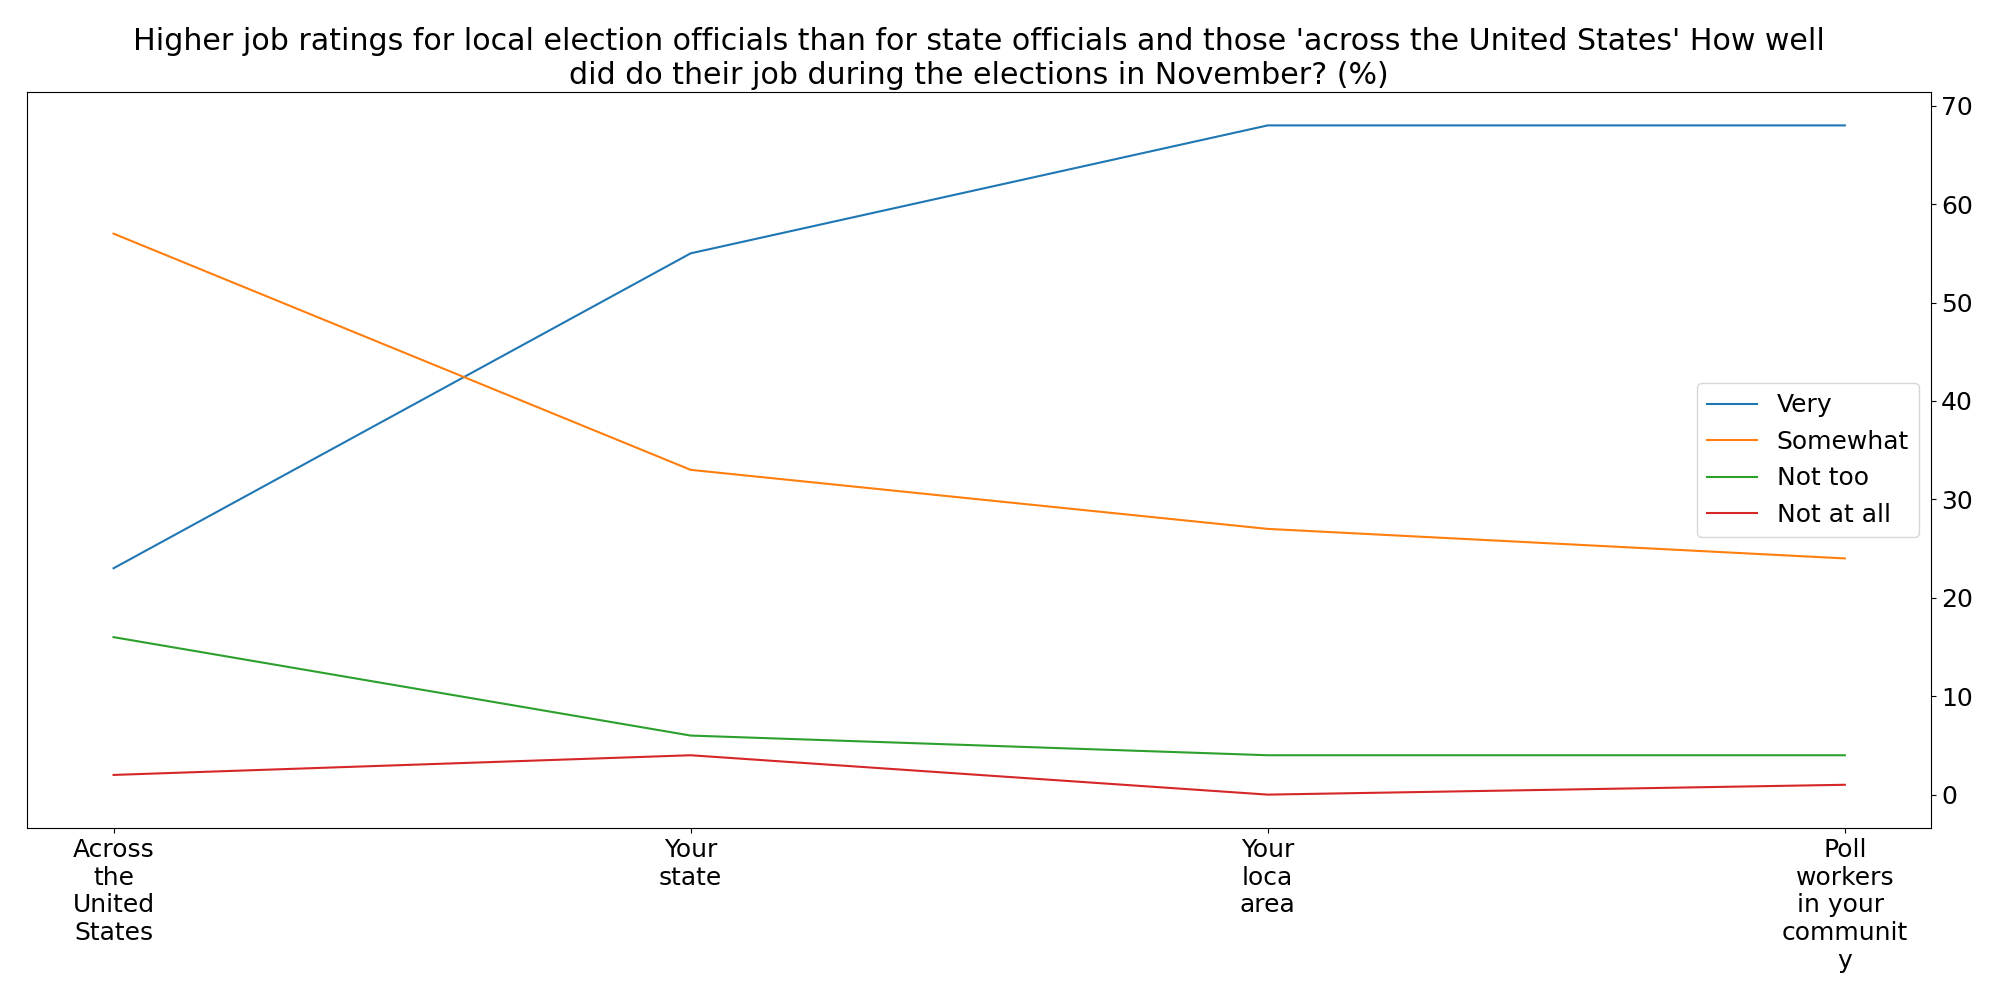 Higher job ratings for local election officials than for state officials and those 'across the United States' How well
did do their job during the elections in November? (%)
70
60
50
40
30
20
10
0
Very
Somewhat
Not too
Not at all
Across
the
United
States
Your
state
Your
loca
area
Poll
workers
in your
communit
y